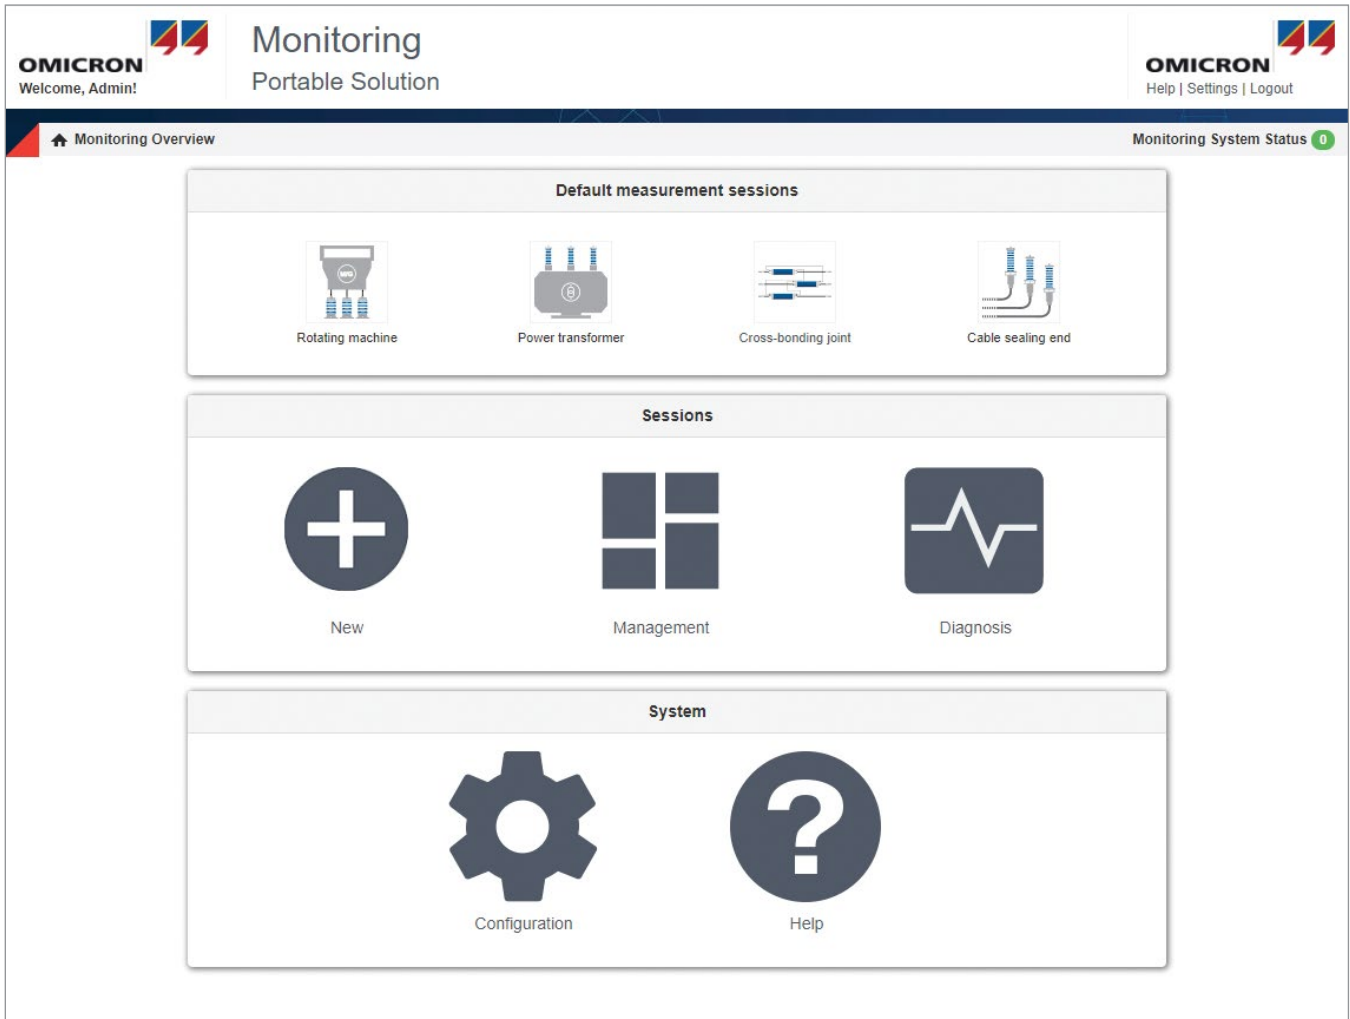 OMICRON
Welcome, Admin!
Monitoring
Portable Solution
OMICRON
Help | Settings | Logout
Monitoring Overview
Monitoring System Status 0
Default measurement sessions
Rotating machine
Power transformer
Cross-bonding joint
Cable sealing end
Sessions
New
Management
Diagnosis
System
Configuration
Help